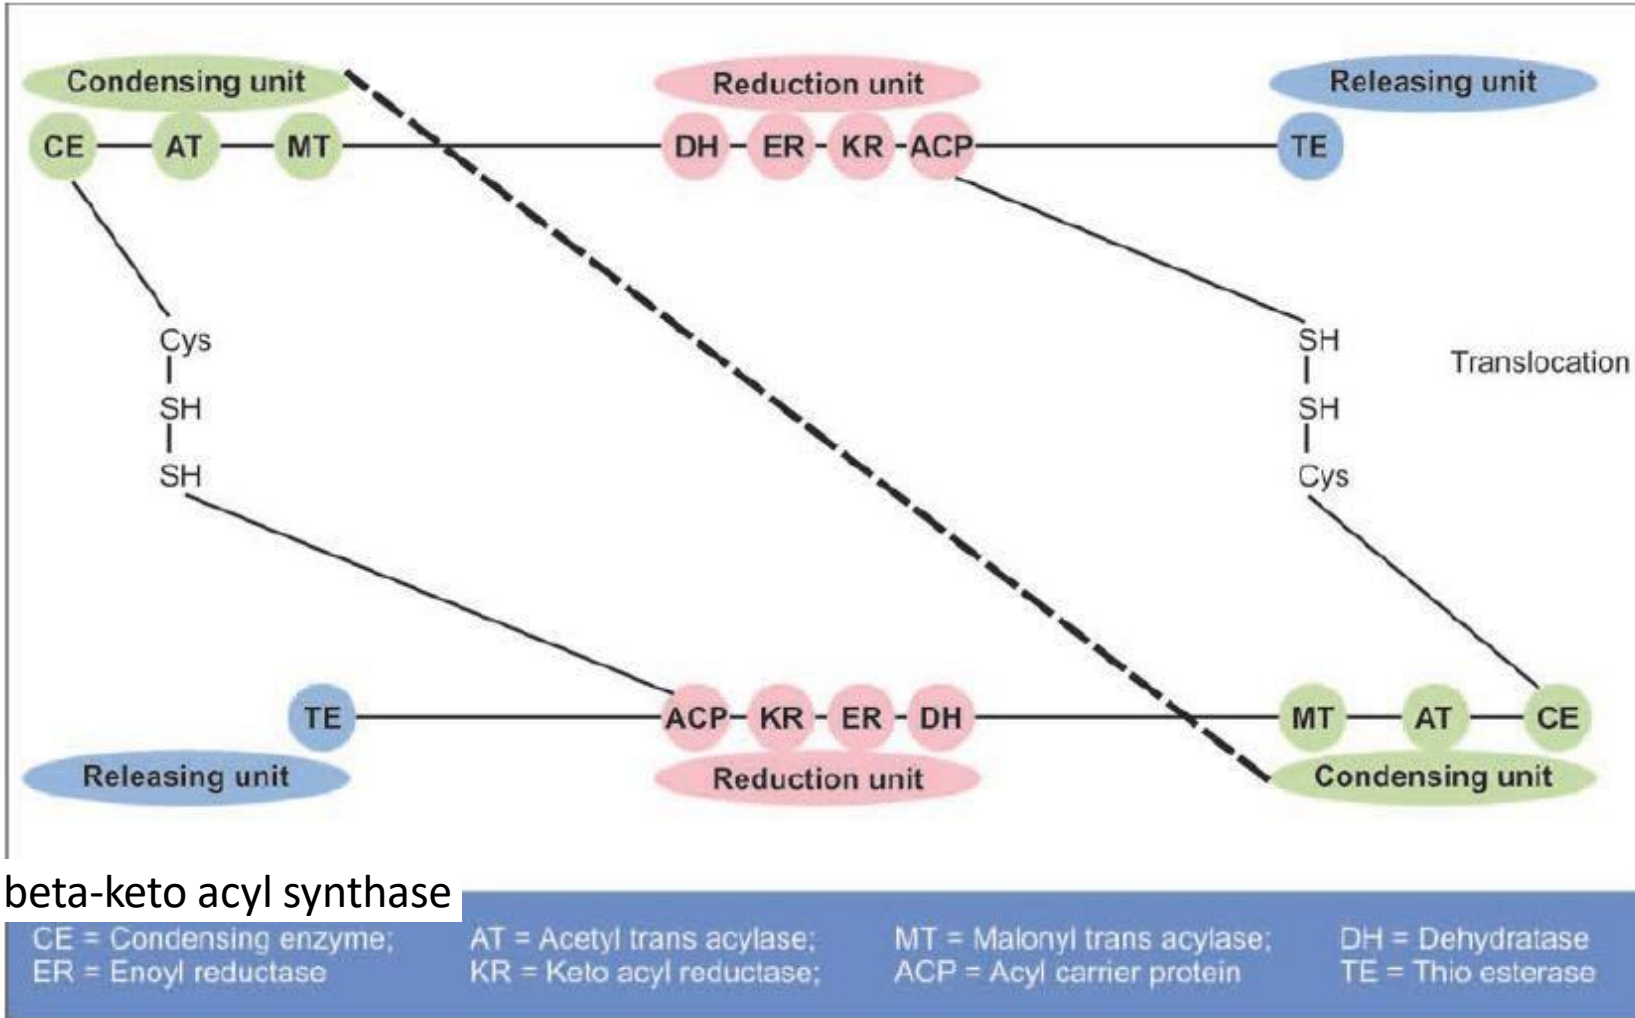 Condensing unit Reduction unit Releasing unit
CE AT MT DH ER KR ACP TE
Cys SH
Translocation
SH SH
SH Cys
TE ACP KR ER DH MT AT CE
Releasing unit Reduction unit Condensing unit
beta-keto acyl synthase
CE = Condensing enzyme; AT = Acetyl trans acylase; MT = Malonyl trans acylase; DH = Dehydratase
ER = Enoyl reductase KR = Keto acyl reductase; ACP = Acyl carrier protein TE = Thio esterase